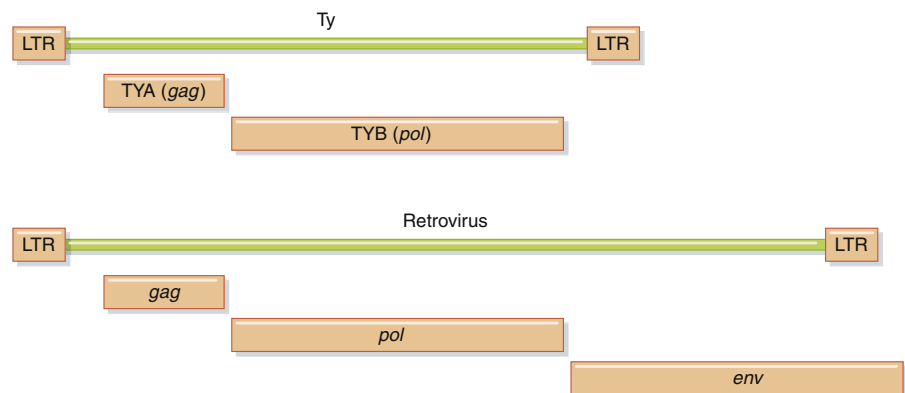 Ty
LTR LTR
TYA (gag)
TYB (pol)
Retrovirus
LTR LTR
gag
pol
env